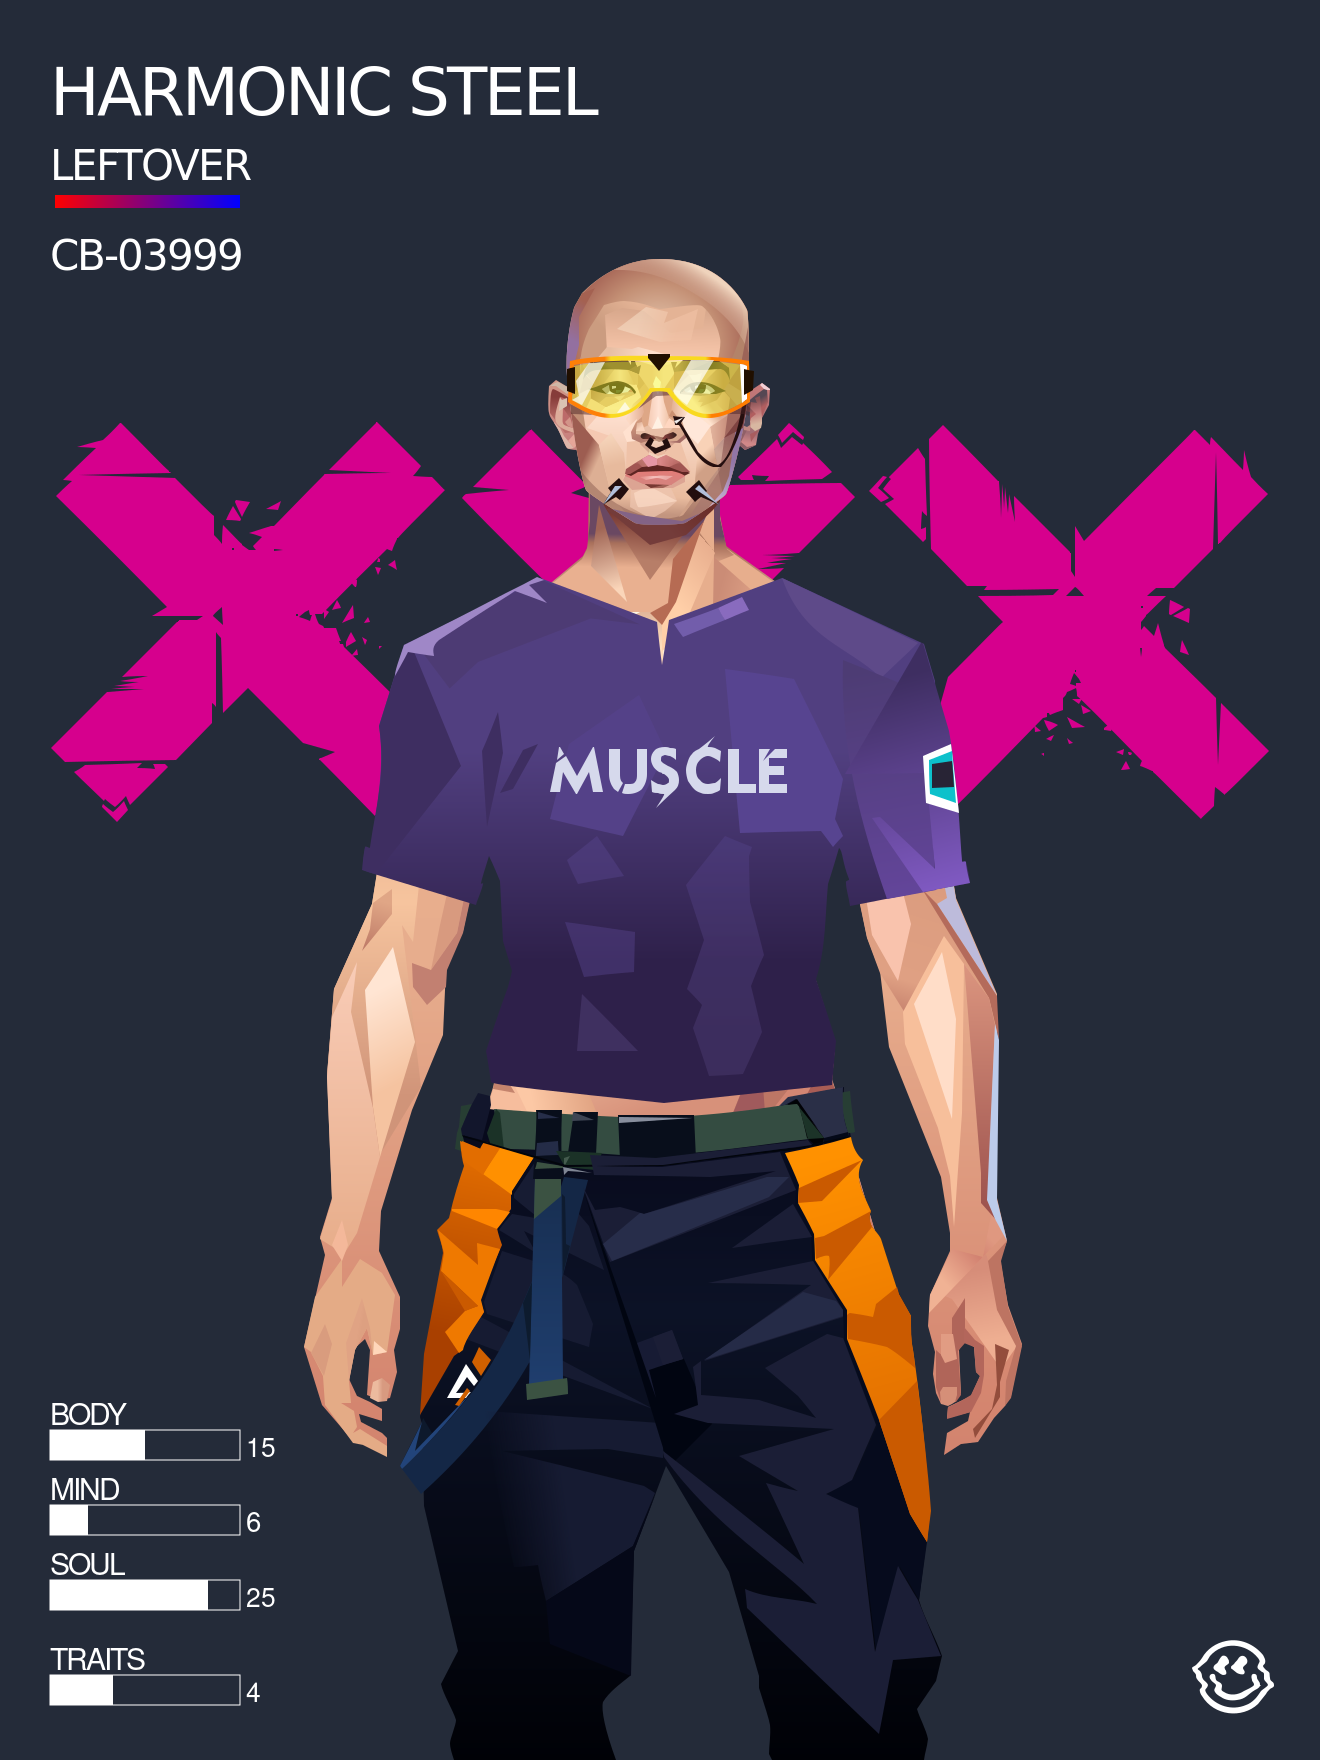 HARMONIC STEEL
LEFTOVER
CB-03999
MUSCLE
BODY
15
MIND
6
SOUL
25
TRAITS
4